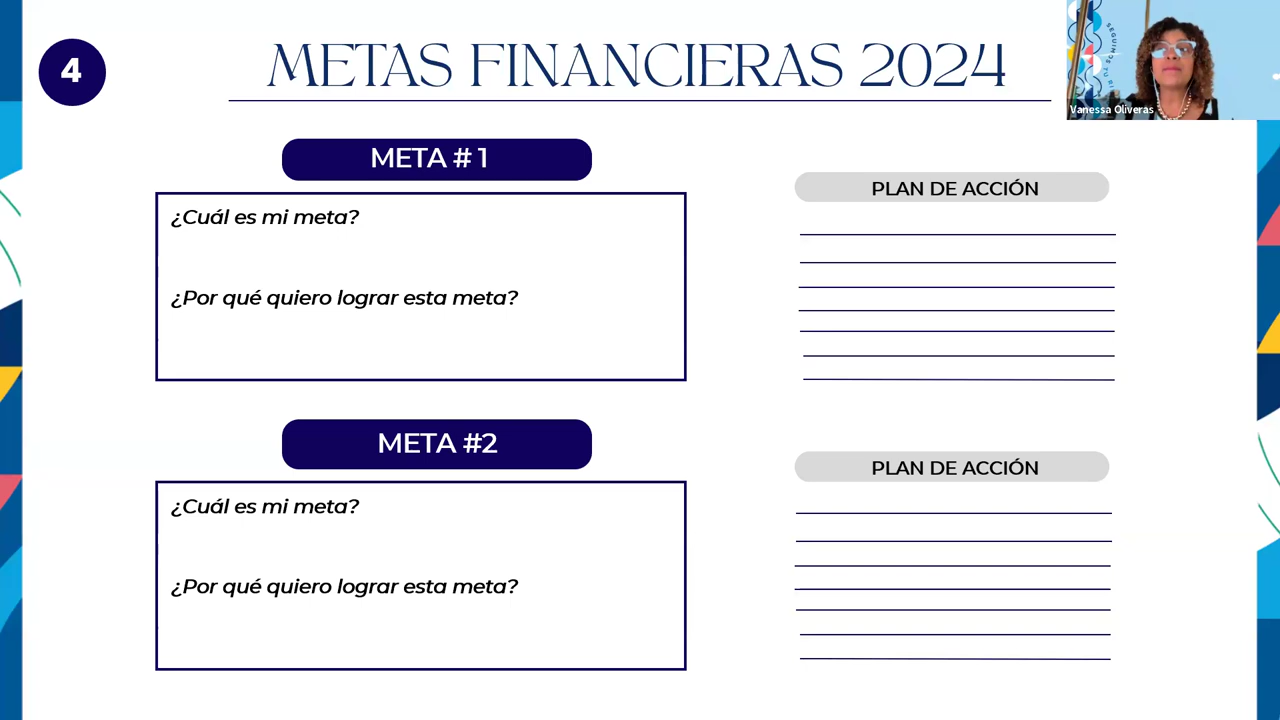 4
METAS FINANCIERAS 2024
Vanessa Oliveras
META # 1
¿Cuál es mi meta?
¿Por qué quiero lograr esta meta?
PLAN DE ACCIÓN
META #2
¿Cuál es mi meta?
¿Por qué quiero lograr esta meta?
PLAN DE ACCIÓN